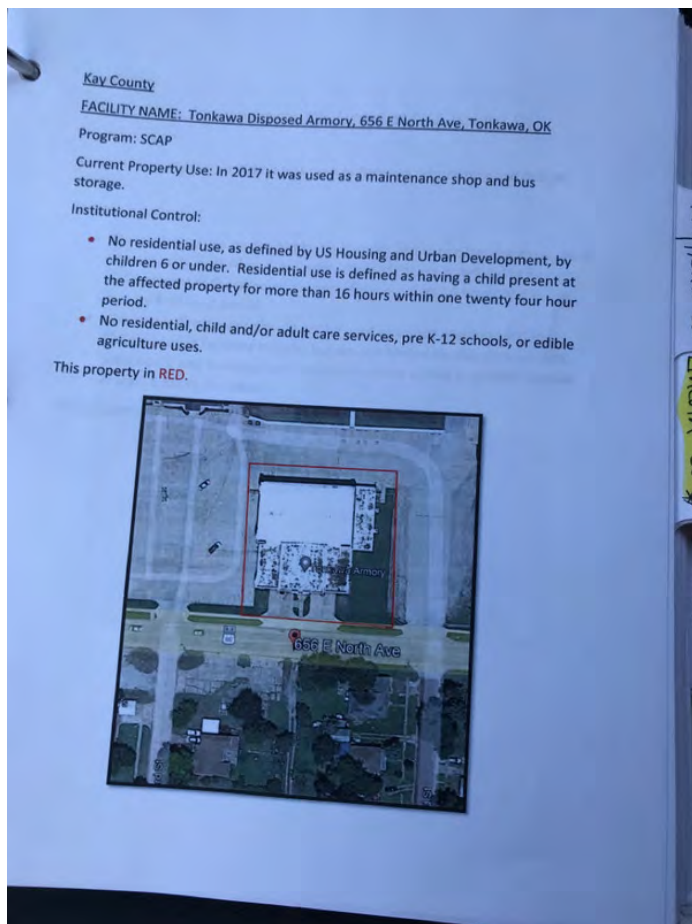 Kay County
FACILITY NAME: Tonkawa Disposed Armory, 656 E North Ave, Tonkawa, OK
Program: SCAP
Current Property Use: In 2017 it was used as a maintenance shop and bus
storage.
Institutional Control:
• No residential use, as defined by US Housing and Urban Development, by
children 6 or under. Residential use is defined as having a child present at
the affected property for more than 16 hours within one twenty four hour
period.
• No residential, child and/or adult care services, pre K-12 schools, or edible
agriculture uses.
This property in RED.
Armory
656 E North Ave